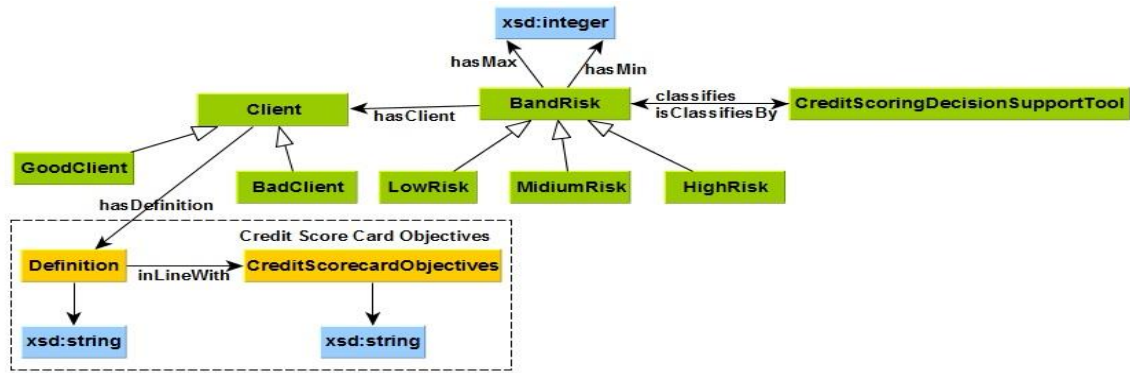 xsd:integer
hasMax
hasMin
Client
BandRisk
classifies
isClassifiesBy
CreditScoringDecisionSupportTool
hasClient
GoodClient
BadClient
LowRisk
MidiumRisk
HighRisk
hasDefinition
Credit Score Card Objectives
Definition
inLineWith
CreditScorecardObjectives
xsd:string
xsd:string